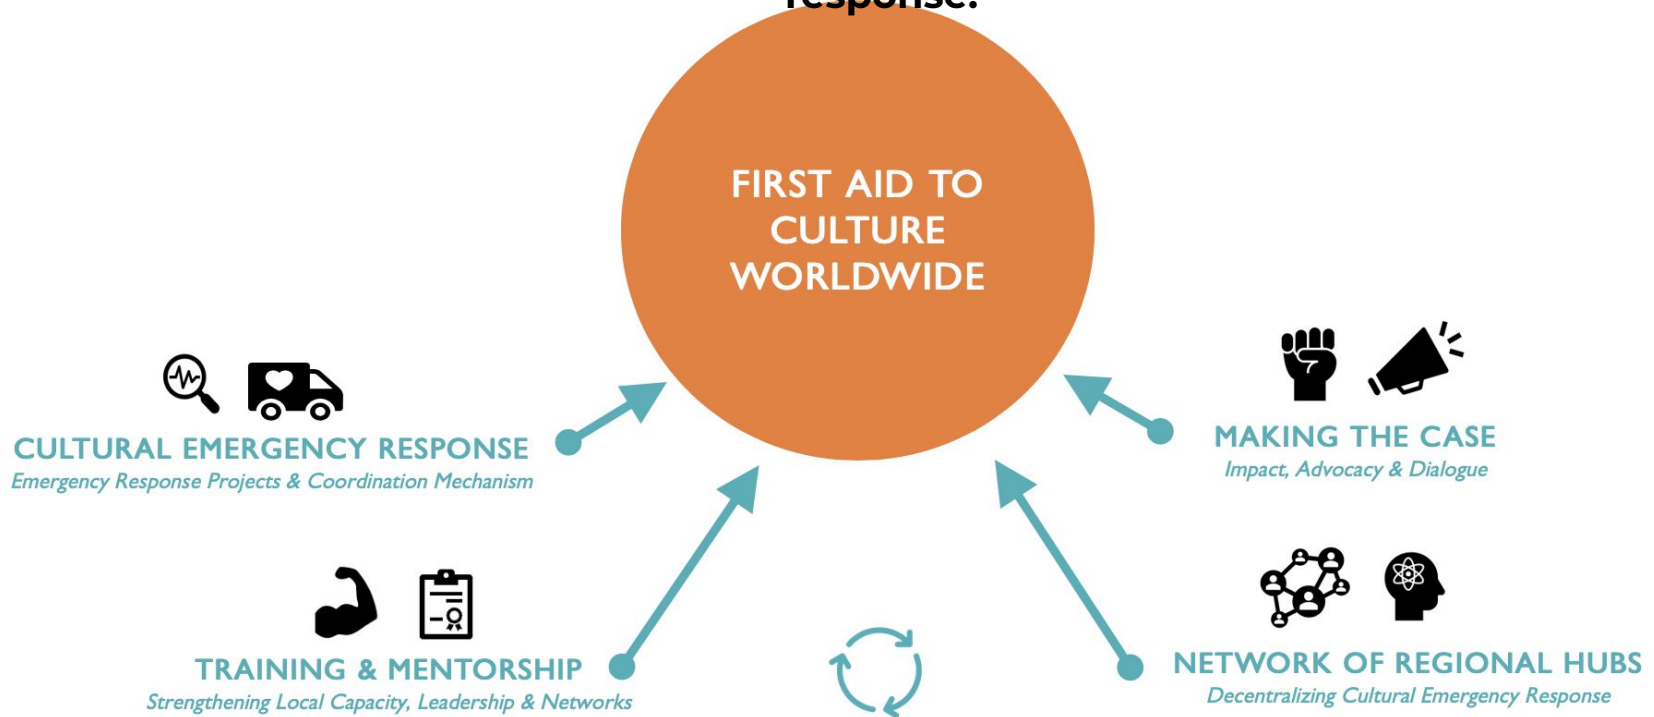 response.
FIRST AID TO
CULTURE
WORLDWIDE
CULTURAL EMERGENCY RESPONSE
Emergency Response Projects & Coordination Mechanism
MAKING THE CASE
Impact, Advocacy & Dialogue
TRAINING & MENTORSHIP
Strengthening Local Capacity, Leadership & Networks
NETWORK OF REGIONAL HUBS
Decentralizing Cultural Emergency Response